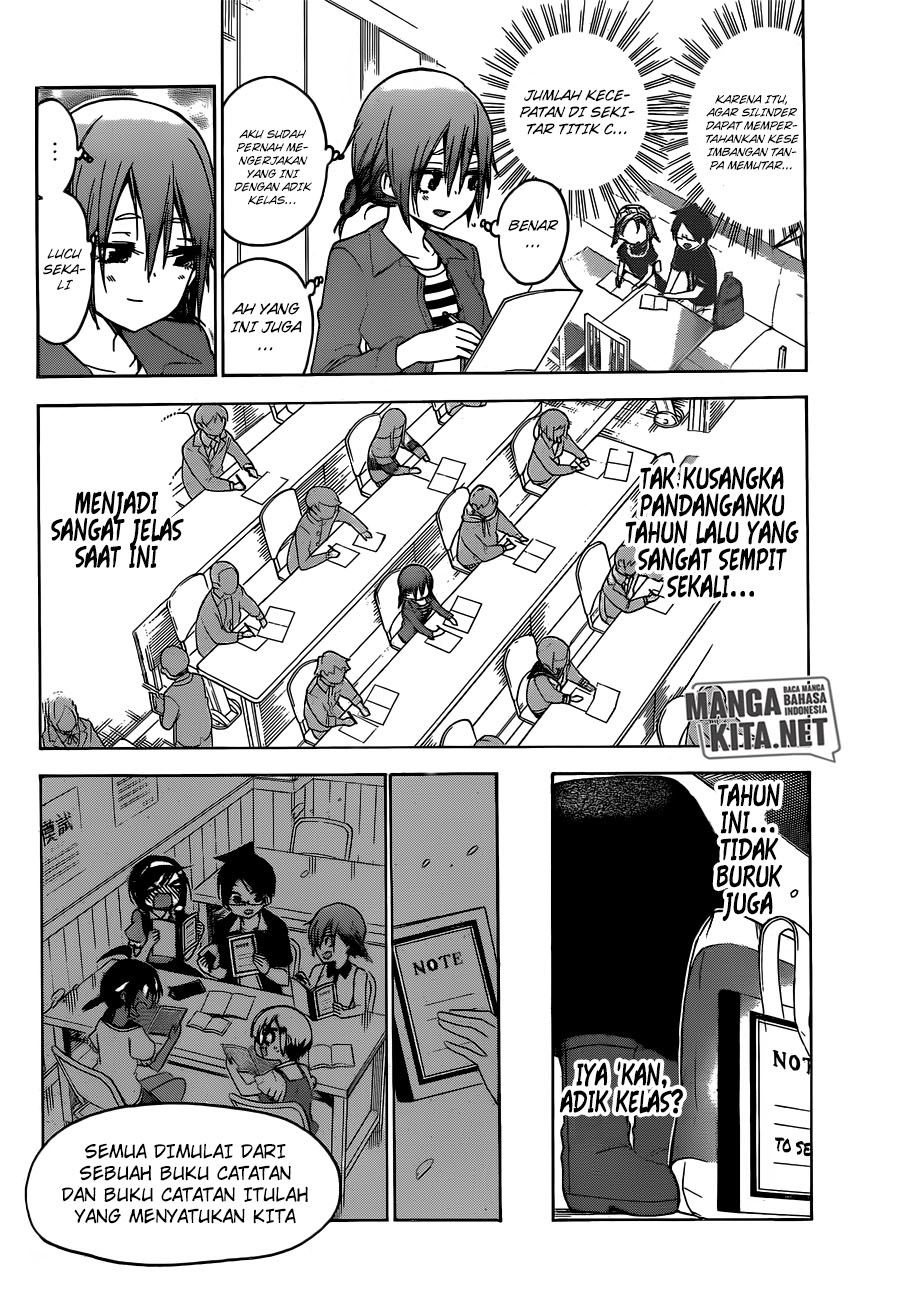 KARENA ITU,
AGAR SILINDER
DAPAT MEMPER-
TAHANKAN KESE
IMBANGAN TAN-
PA MEMUTAR...
JUMLAH KECE-
PATAN DI SEKI-
TAR TITIK C...
BENAR
...
AKU SUDAH
PERNAH ME-
NGERJAKAN
YANG INI
DENGAN ADIK
KELAS...
AH YANG
INI JUGA
...
...
LUCU
SEKA-
LI
TAK KUSANGKA
PANDANGANKU
TAHUN LALU YANG
SANGAT SEMPIT
SEKALI...
MENJADI
SANGAT JELAS
SAAT INI
MANGA
KITA.NET
BACA MANGA
BAHASA
INDONESIA
TAHUN
INI...
TIDAK
BURUK
JUGA
NOT
TO SE
IYA 'KAN,
ADIK KELAS?
NOTE
模試
SEMUA DIMULAI DARI
SEBUAH BUKU CATATAN
DAN BUKU CATATAN ITULAH
YANG MENYATUKAN KITA